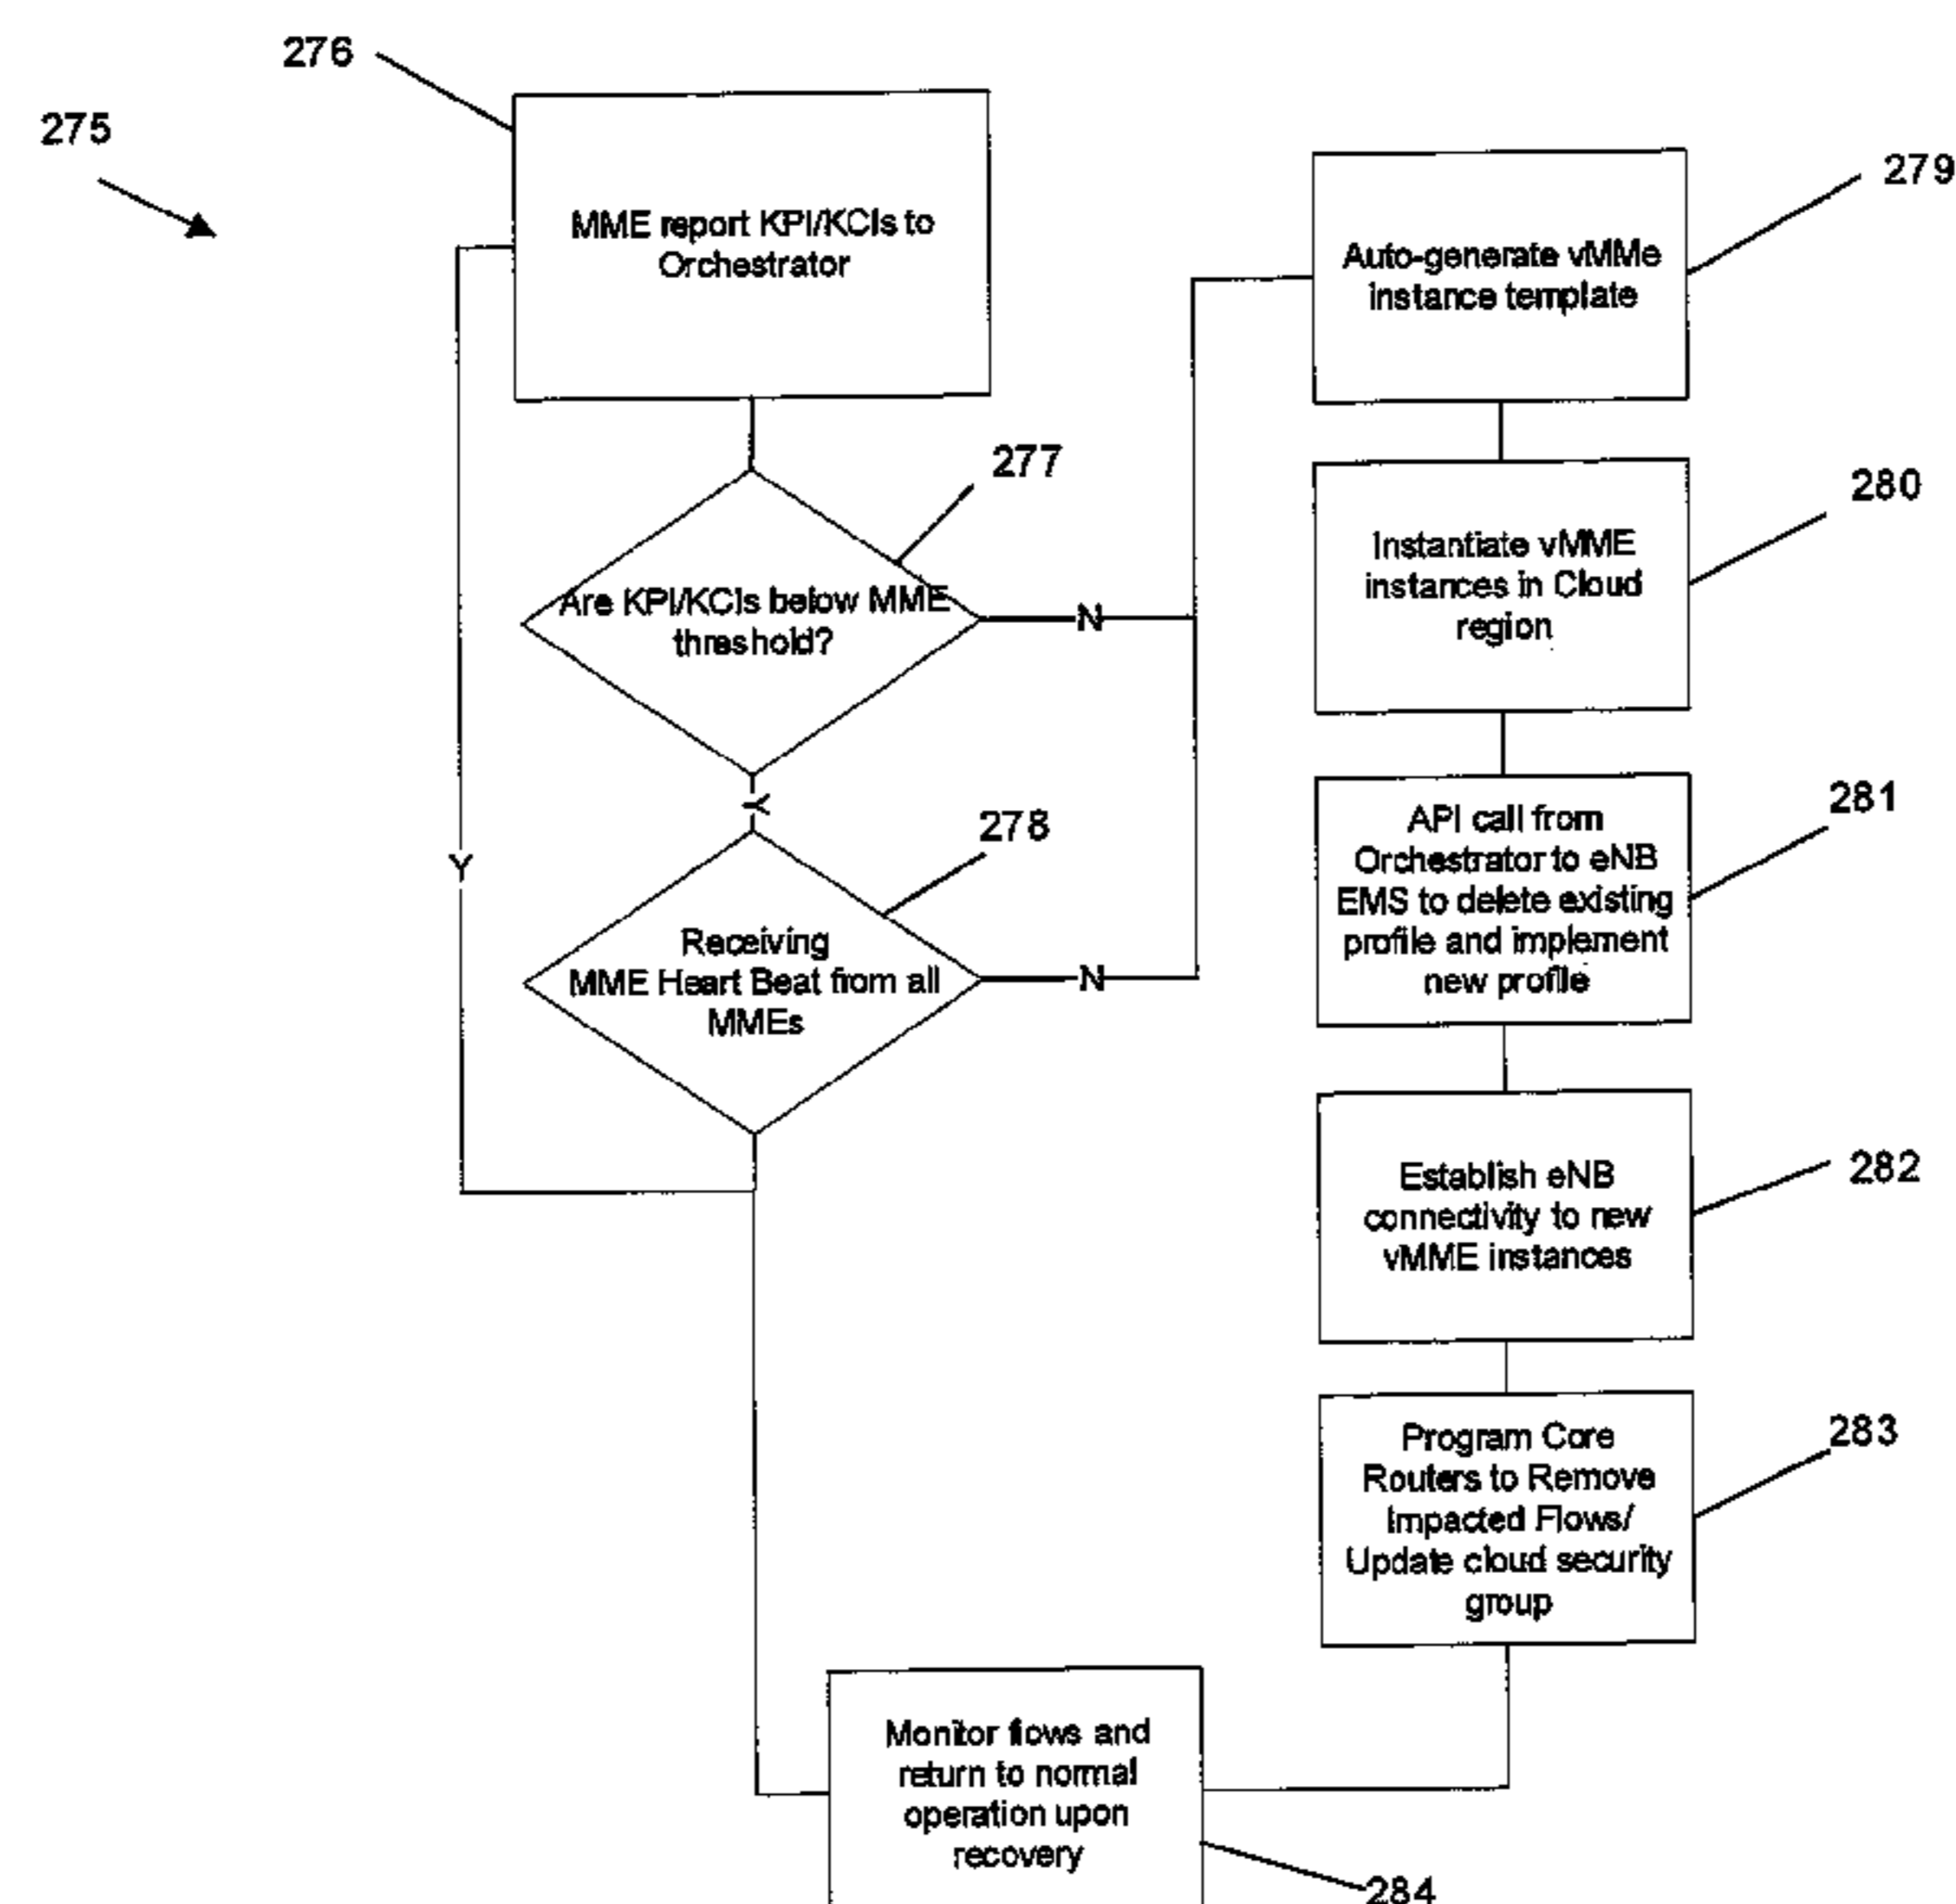 276
275
MME report KPI/KCIs to
Orchestrator
277
Are KPI/KCIs below MME
threshold?
N
Y
278
Y
Receiving
MME Heart Beat from all
MMEs
N
279
Auto-generate vMMe
instance template
280
Instantiate vMME
instances in Cloud
region
281
API call from
Orchestrator to eNB
EMS to delete existing
profile and implement
new profile
282
Establish eNB
connectivity to new
vMME instances
283
Program Core
Routers to Remove
Impacted Flows/
Update cloud security
group
Monitor flows and
return to normal
operation upon
recovery
284